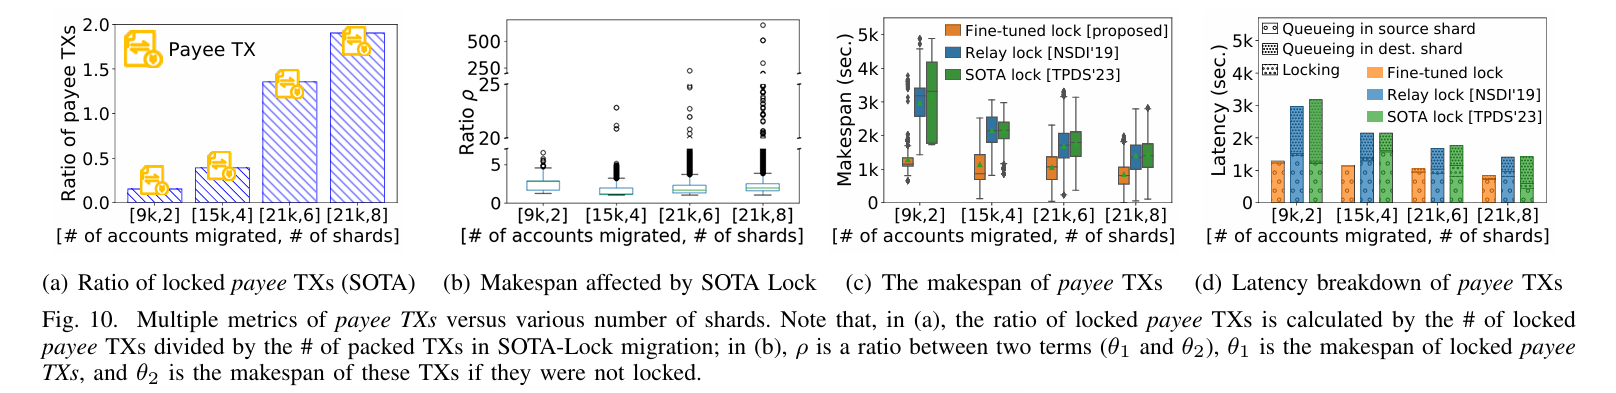 Ratio of payee TXs
2.0
1.5
1.0
0.5
0.0
Payee TX
[9k,2] [15k,4] [21k,6] [21k,8]
[# of accounts migrated, # of shards]
(a) Ratio of locked payee TXs (SOTA)
Ratio ρ
500
250
25
20
5
0
[9k,2] [15k,4] [21k,6] [21k,8]
[# of accounts migrated, # of shards]
(b) Makespan affected by SOTA Lock
Makespan (sec.)
5k
4k
3k
2k
1k
0
Fine-tuned lock [proposed]
Relay lock [NSDI'19]
SOTA lock [TPDS'23]
[9k,2] [15k,4] [21k,6] [21k,8]
[# of accounts migrated, # of shards]
(c) The makespan of payee TXs
Latency (sec.)
5k
4k
3k
2k
1k
0
Queueing in source shard
Queueing in dest. shard
Locking
Fine-tuned lock
Relay lock [NSDI'19]
SOTA lock [TPDS'23]
[9k,2] [15k,4] [21k,6] [21k,8]
[# of accounts migrated, # of shards]
(d) Latency breakdown of payee TXs
Fig. 10. Multiple metrics of payee TXs versus various number of shards. Note that, in (a), the ratio of locked payee TXs is calculated by the # of locked
payee TXs divided by the # of packed TXs in SOTA-Lock migration; in (b), ρ is a ratio between two terms (θ1 and θ2), θ1 is the makespan of locked payee
TXs, and θ2 is the makespan of these TXs if they were not locked.